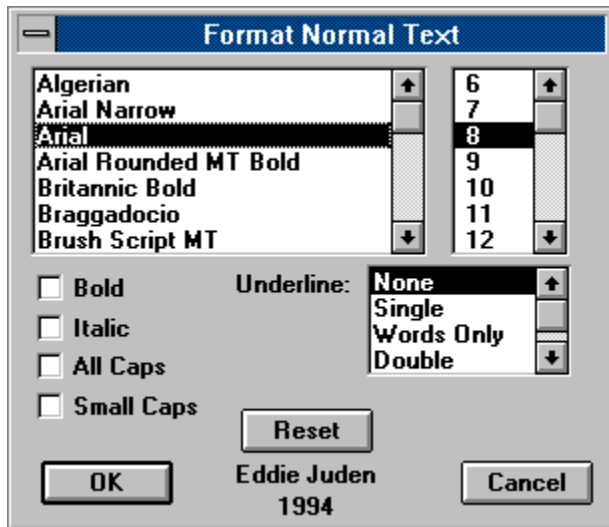 Format Normal Text
Algerian
Arial Narrow
Arial
Arial Rounded MT Bold
Britannic Bold
Braggadocio
Brush Script MT
6
7
8
9
10
11
12
Bold
Italic
All Caps
Small Caps
Underline:
None
Single
Words Only
Double
Reset
OK
Eddie Juden
1994
Cancel